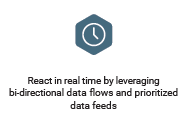 React in real time by leveraging
bi-directional data flows and prioritized
data feeds